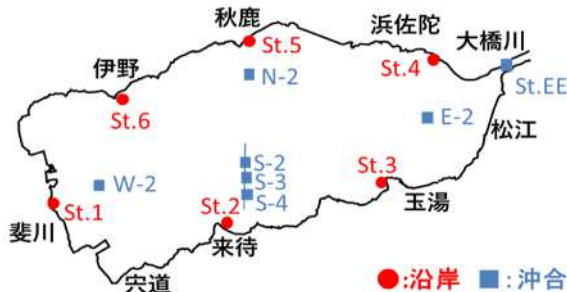 秋鹿
浜佐陀
大橋川
St.5
St.4
伊野
N-2
St.EE
St.6
E-2
松江
S-2
W-2
S-3
St.3
S-4
St.1
St.2
玉湯
斐川
来待
宍道
●:沿岸 ■:沖合